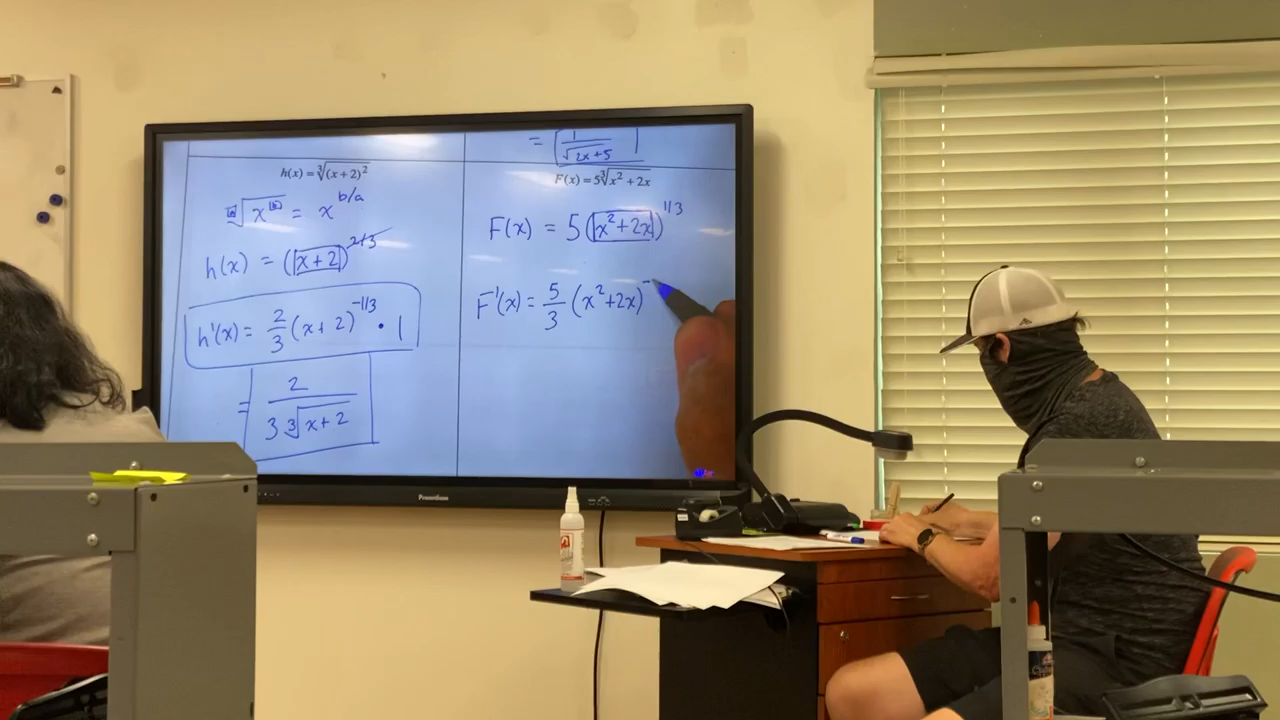 = 1/√(2x+5)
h(x) = ∛(x + 2)²
ᵃ√(xᵇ) = x^(b/a)
h(x) = (x+2)^(2/3)
h'(x) = 2/3 (x+2)^(-1/3) • 1
= 2/(3 ∛(x+2))
F(x) = 5∛(x² + 2x)
F(x) = 5(x²+2x)^(1/3)
F'(x) = 5/3 (x²+2x)^-
Promethean